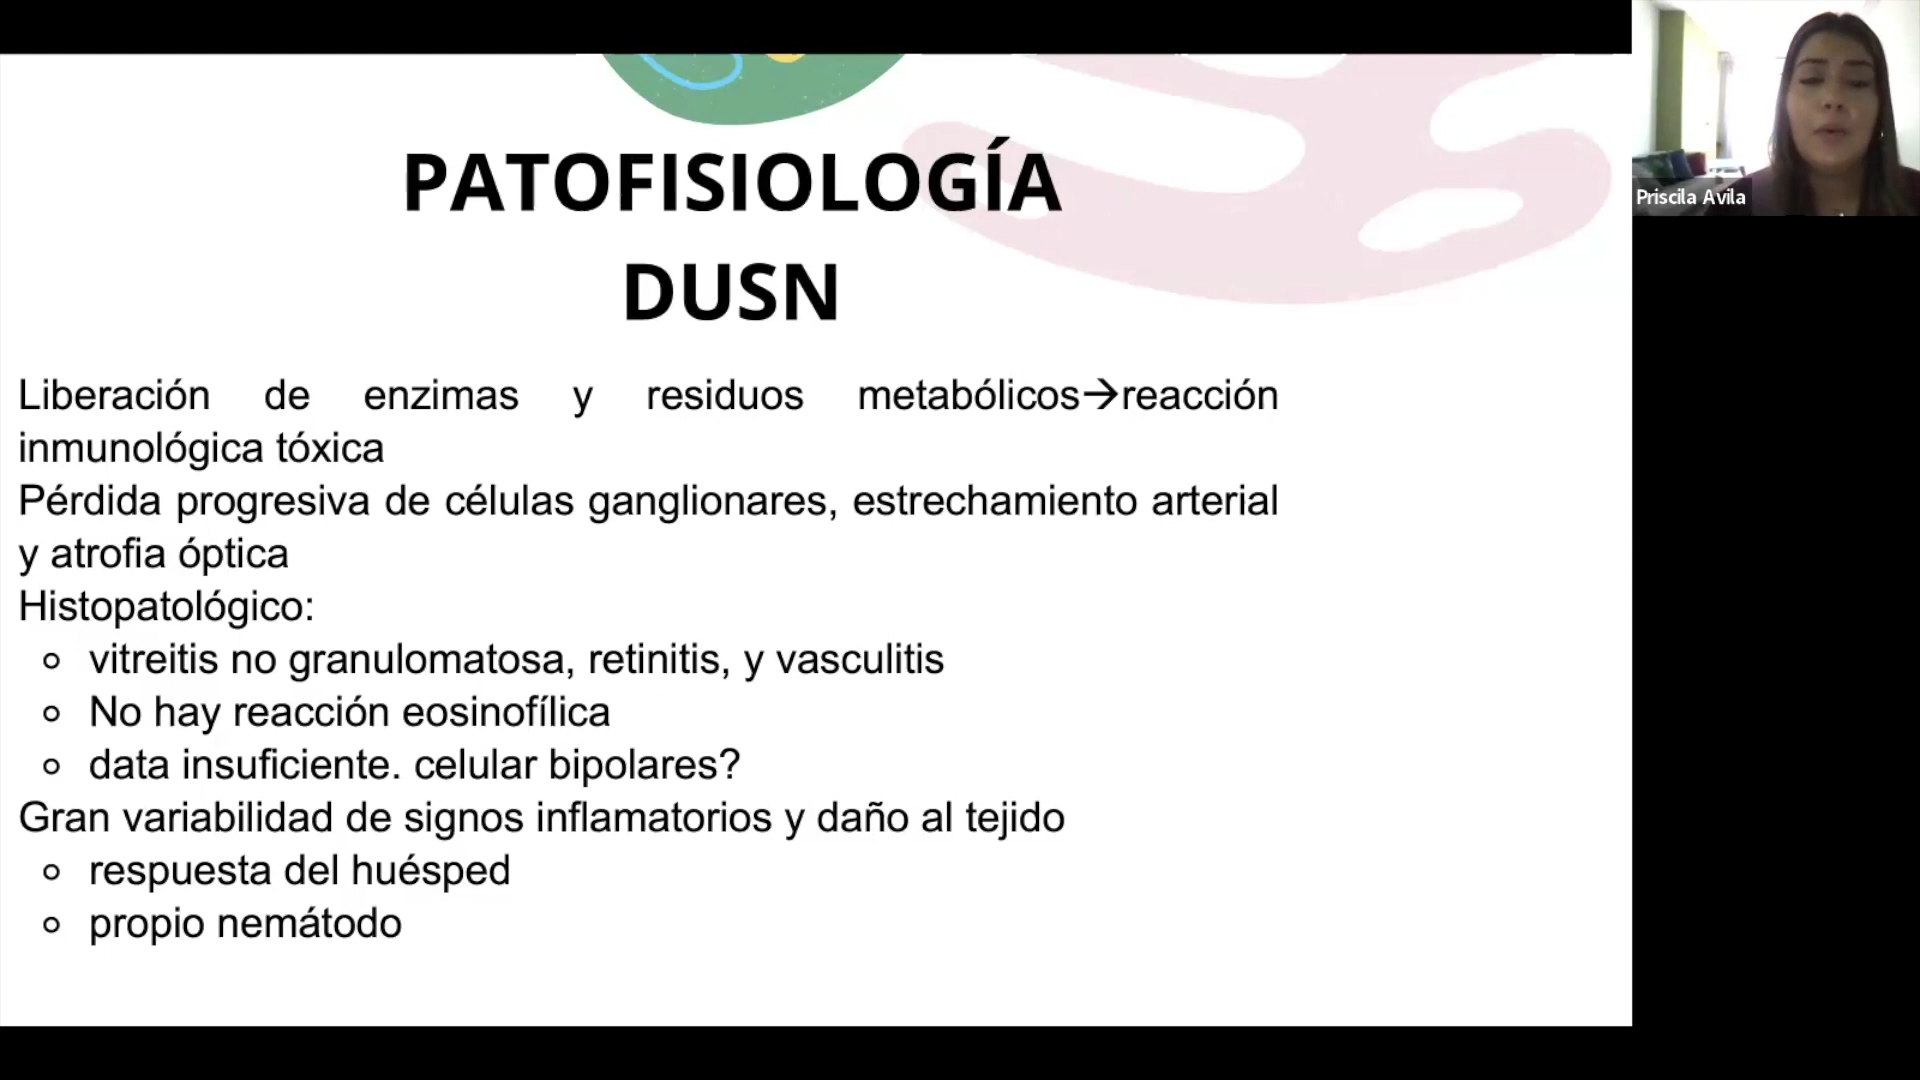 PATOFISIOLOGÍA
DUSN
Liberación de enzimas y residuos metabólicos→reacción
inmunológica tóxica
Pérdida progresiva de células ganglionares, estrechamiento arterial
y atrofia óptica
Histopatológico:
vitreitis no granulomatosa, retinitis, y vasculitis
No hay reacción eosinofílica
data insuficiente. celular bipolares?
Gran variabilidad de signos inflamatorios y daño al tejido
respuesta del huésped
propio nemátodo
Priscila Avila